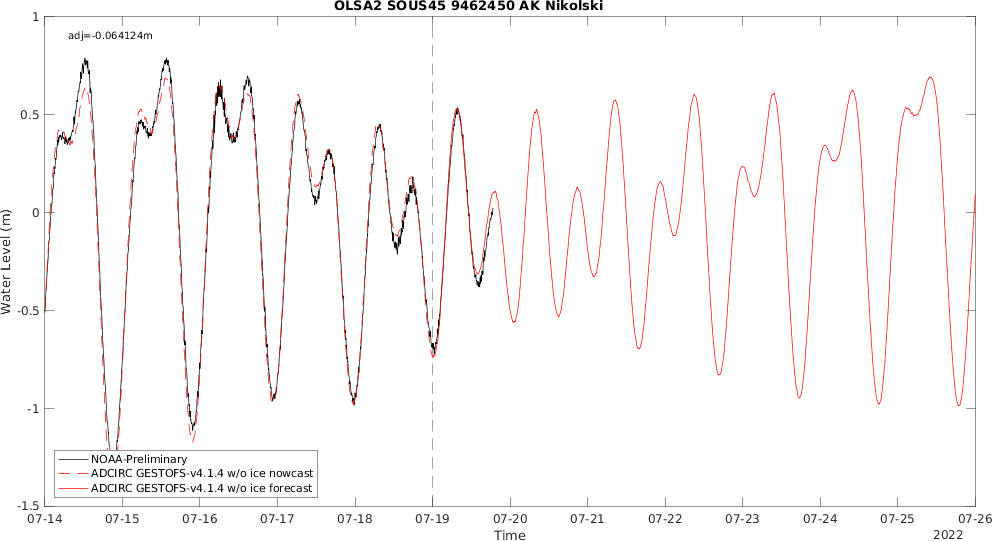 OLSA2 SOUS45 9462450 AK Nikolski
adj=-0.064124m
1
0.5
0
-0.5
-1
-1.5
Water Level (m)
NOAA-Preliminary
ADCIRC GESTOFS-v4.1.4 w/o ice nowcast
ADCIRC GESTOFS-v4.1.4 w/o ice forecast
07-14 07-15 07-16 07-17 07-18 07-19 07-20 07-21 07-22 07-23 07-24 07-25 07-26
Time
2022